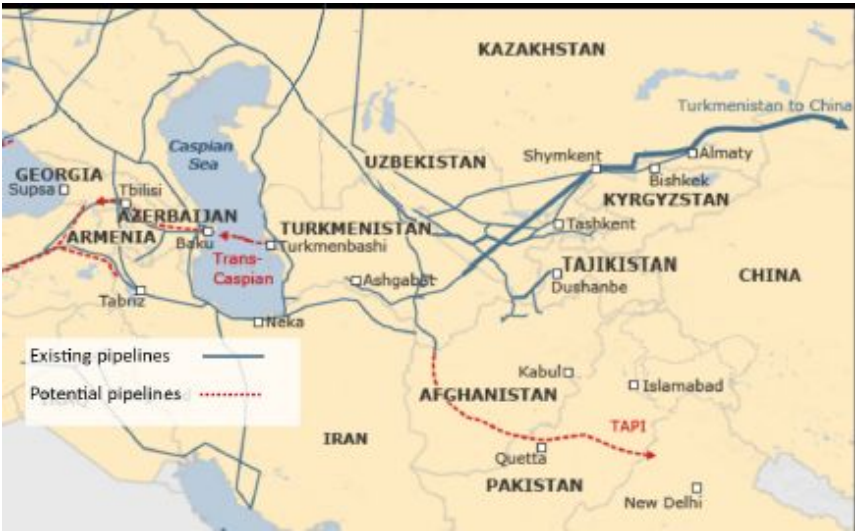 KAZAKHSTAN
Turkmenistan to China
Caspian
Sea
UZBEKISTAN
Shymkent
Almaty
Bishkek
GEORGIA
Supsa
Tbilisi
KYRGYZSTAN
AZERBAIJAN
ARMENIA
Baku
TURKMENISTAN
Turkmenbashi
Tashkent
Trans-
Caspian
TAJIKISTAN
Dushanbe
CHINA
Ashgabat
Tabriz
Neka
Existing pipelines
Potential pipelines
Kabul
Islamabad
AFGHANISTAN
TAPI
IRAN
Quetta
PAKISTAN
New Delhi